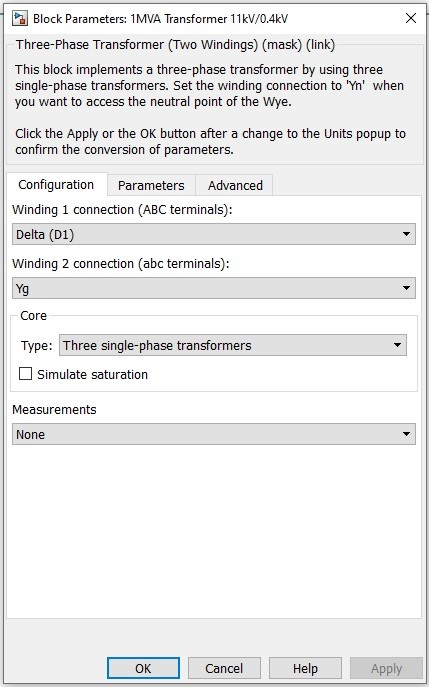 Block Parameters: 1MVA Transformer 11kV/0.4kV
Three-Phase Transformer (Two Windings) (mask) (link)
This block implements a three-phase transformer by using three
single-phase transformers. Set the winding connection to 'Yn' when
you want to access the neutral point of the Wye.
Click the Apply or the OK button after a change to the Units popup to
confirm the conversion of parameters.
Configuration Parameters Advanced
Winding 1 connection (ABC terminals):
Delta (D1)
Winding 2 connection (abc terminals):
Yg
Core
Type: Three single-phase transformers
Simulate saturation
Measurements
None
OK Cancel Help Apply